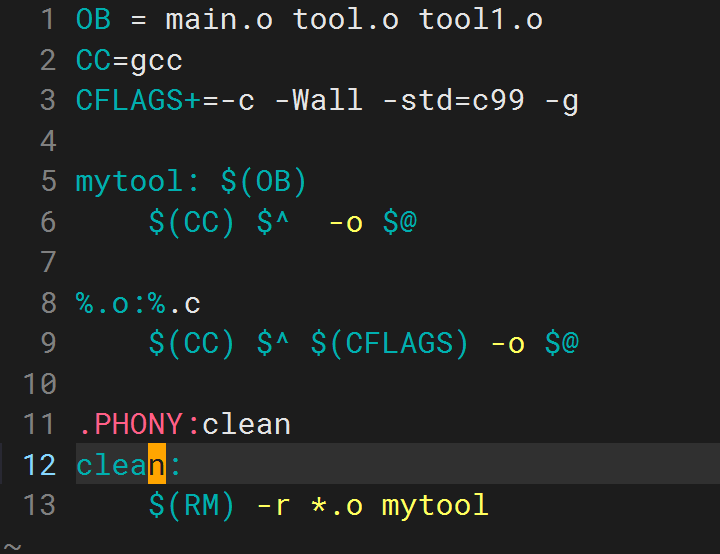 1 OB = main.o tool.o tool1.o
2 CC=gcc
3 CFLAGS+=-c -Wall -std=c99 -g
4
5 mytool: $(OB)
6     $(CC) $^  -o $@
7
8 %.o:%.c
9     $(CC) $^ $(CFLAGS) -o $@
10
11 .PHONY:clean
12 clean:
13     $(RM) -r *.o mytool
~